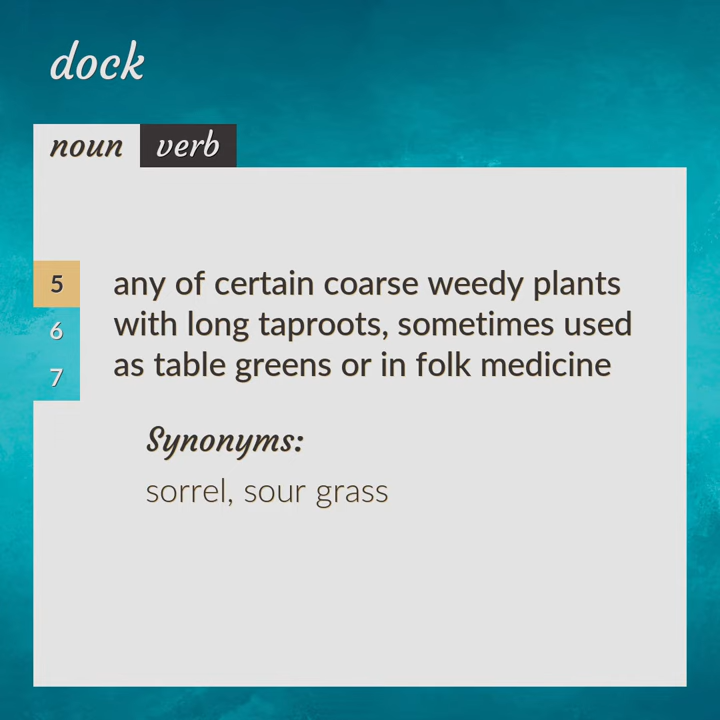 dock
noun verb
5 any of certain coarse weedy plants
6 with long taproots, sometimes used
7 as table greens or in folk medicine
Synonyms:
sorrel, sour grass